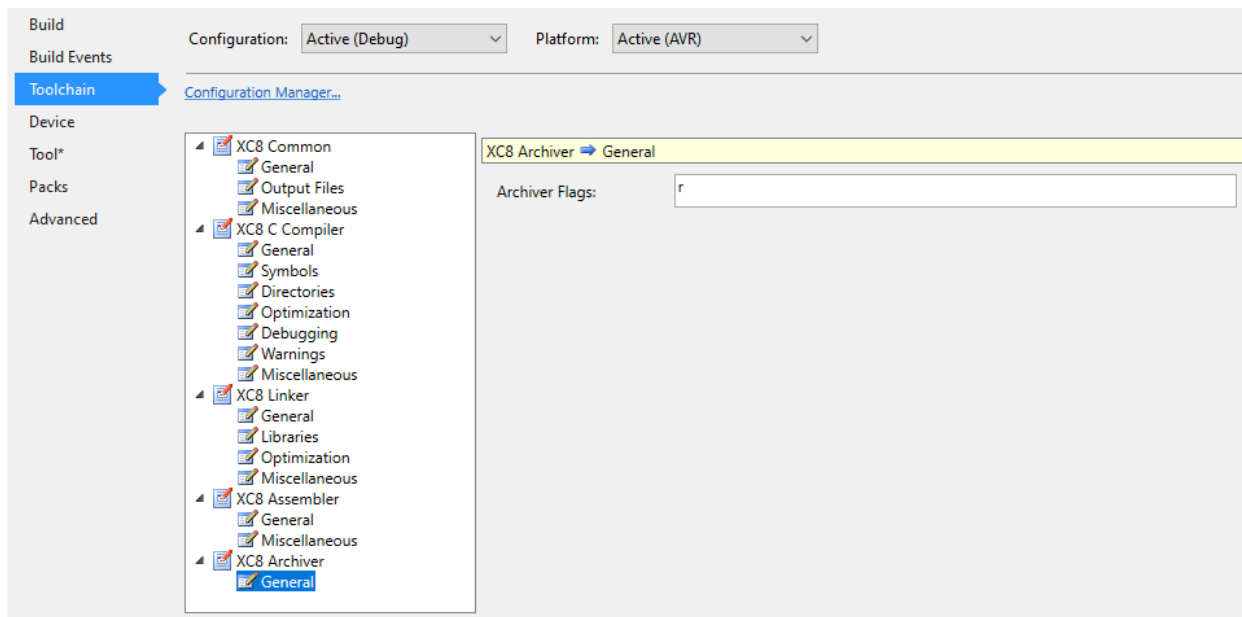 Build
Build Events
Toolchain
Device
Tool*
Packs
Advanced
Configuration: Active (Debug) Platform: Active (AVR)
Configuration Manager...
XC8 Common
General
Output Files
Miscellaneous
XC8 C Compiler
General
Symbols
Directories
Optimization
Debugging
Warnings
Miscellaneous
XC8 Linker
General
Libraries
Optimization
Miscellaneous
XC8 Assembler
General
Miscellaneous
XC8 Archiver
General
XC8 Archiver General
Archiver Flags: r